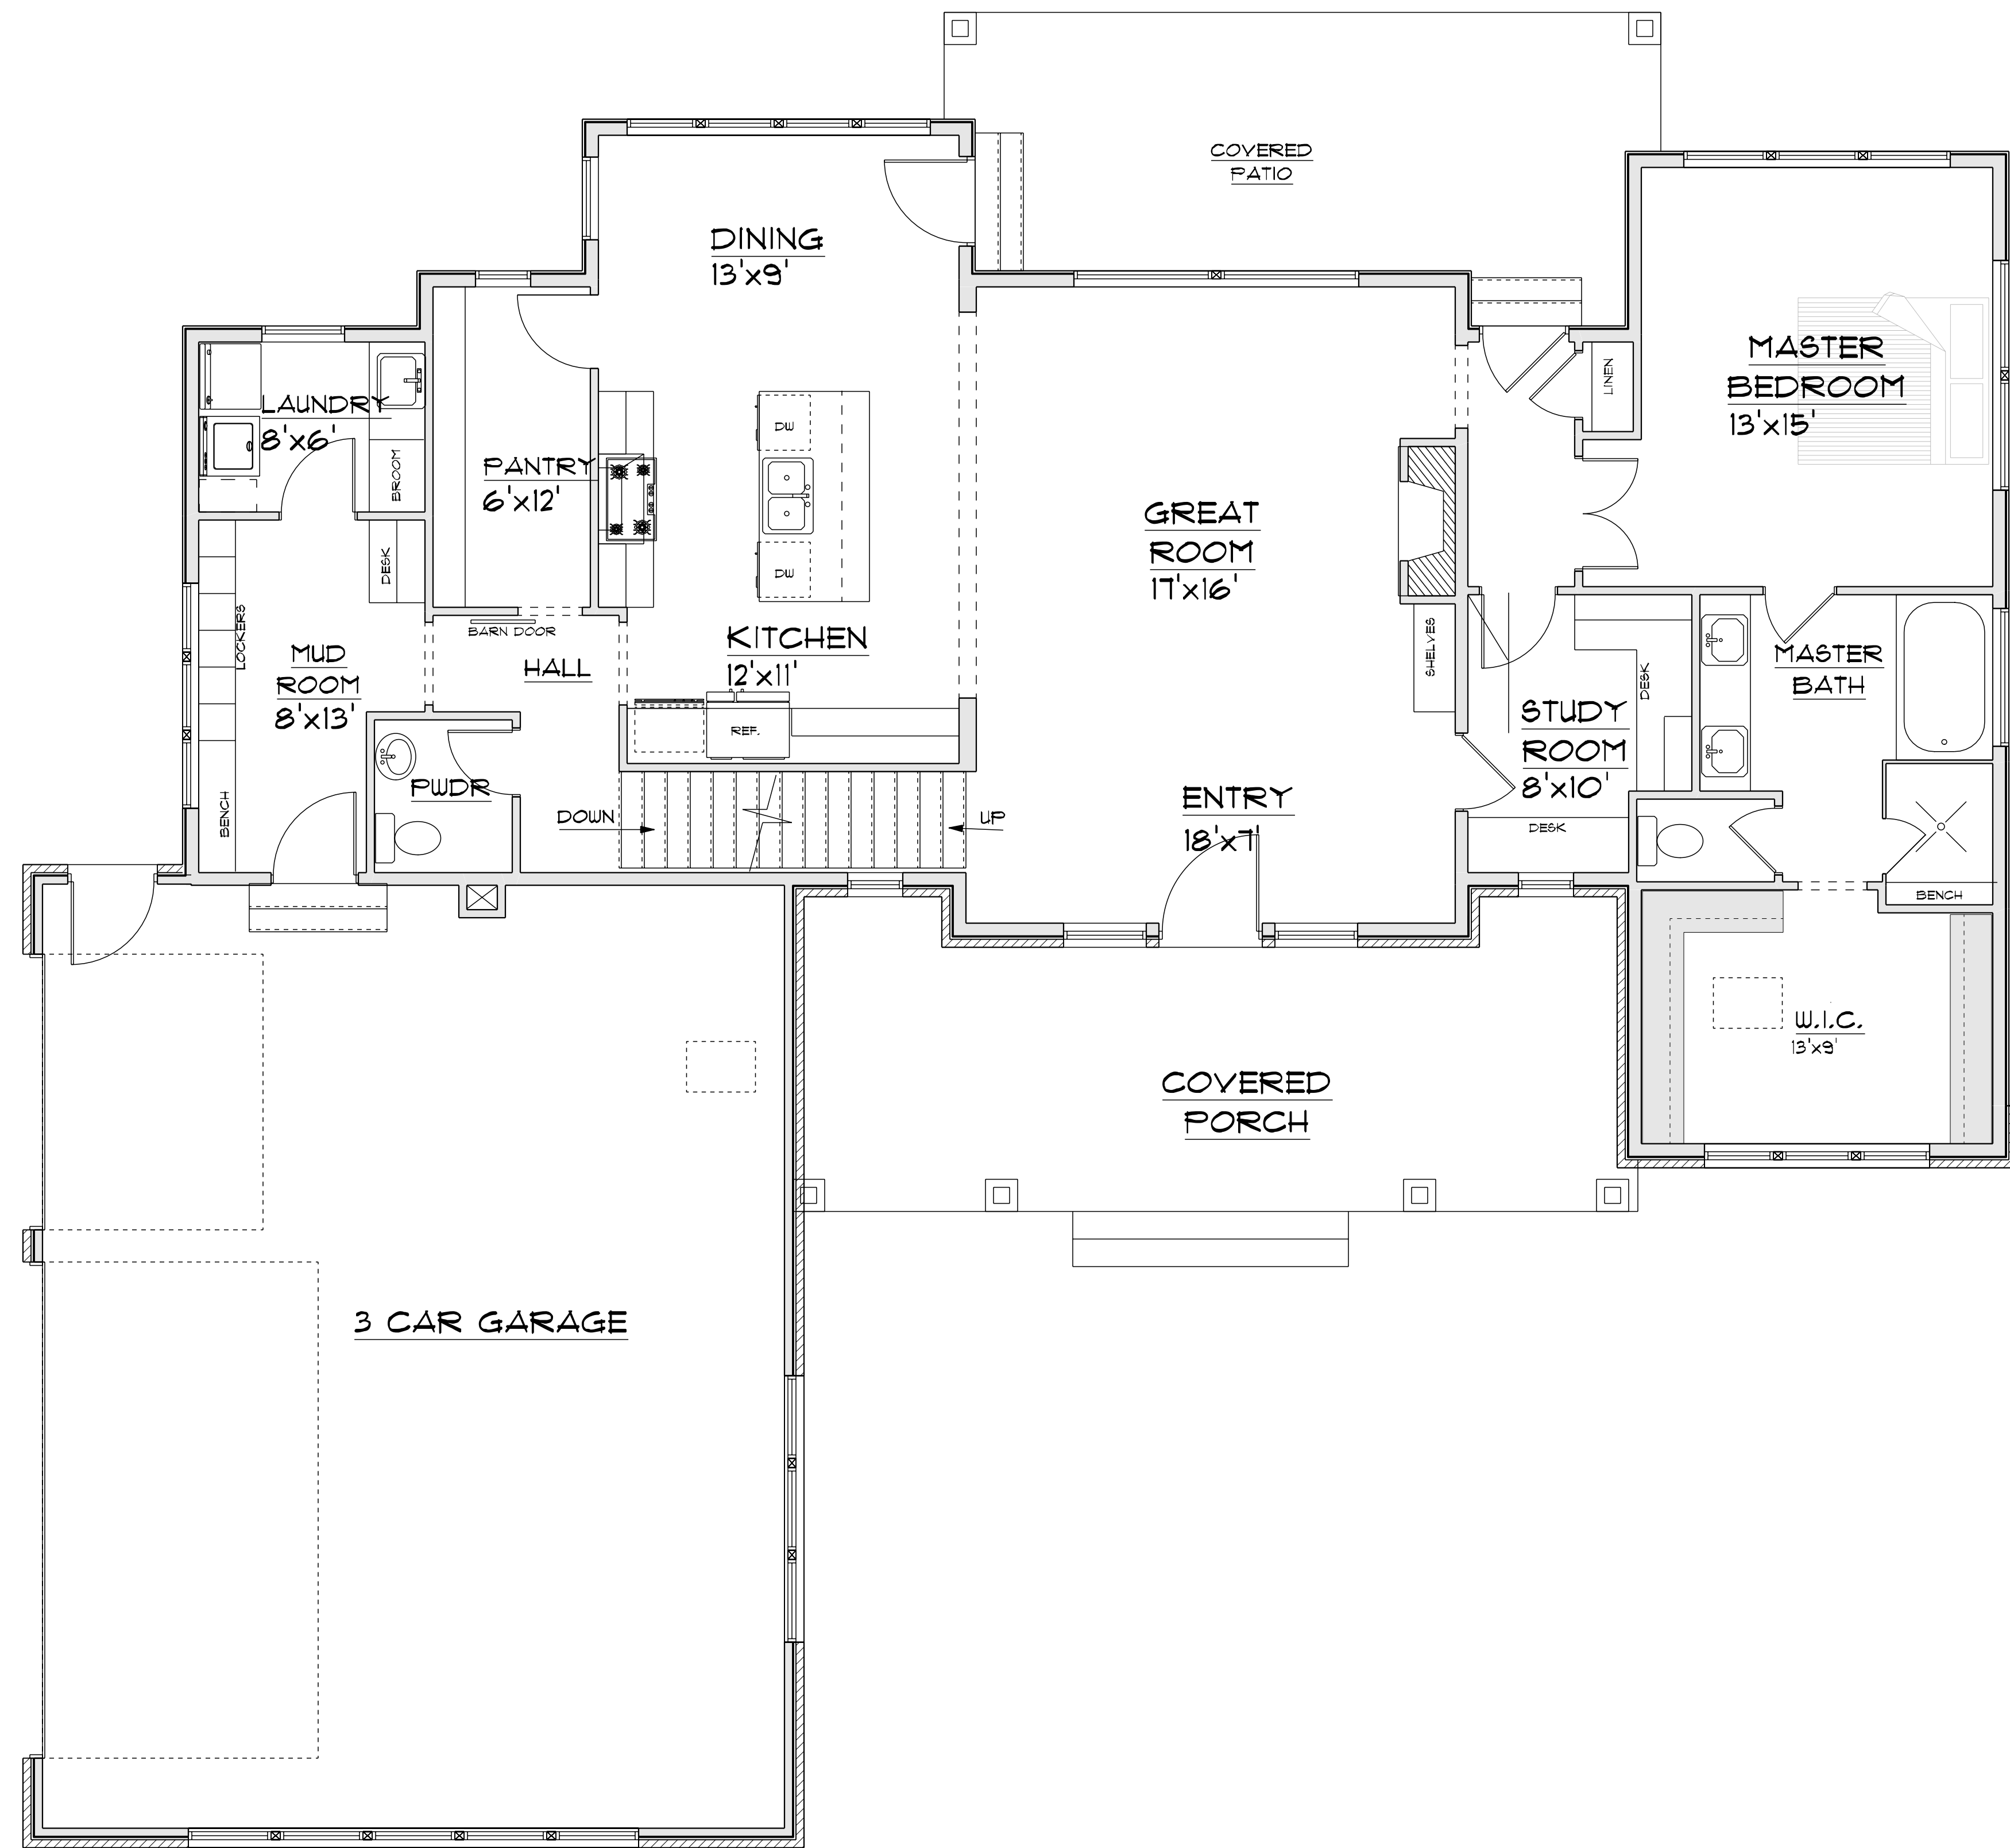 COVERED
PATIO
DINING
13'x9'
MASTER
BEDROOM
13'x15'
LINEN
LAUNDRY
8'x6'
BROOM
PANTRY
6'x12'
DW
DW
GREAT
ROOM
17'x16'
DESK
LOCKERS
BARN DOOR
HALL
KITCHEN
12'x11'
SHELVES
MUD
ROOM
8'x13'
DESK
MASTER
BATH
REF.
STUDY
ROOM
8'x10'
PWDR
BENCH
DOWN
UP
ENTRY
18'x7'
DESK
BENCH
W.I.C.
13'x9'
COVERED
PORCH
3 CAR GARAGE